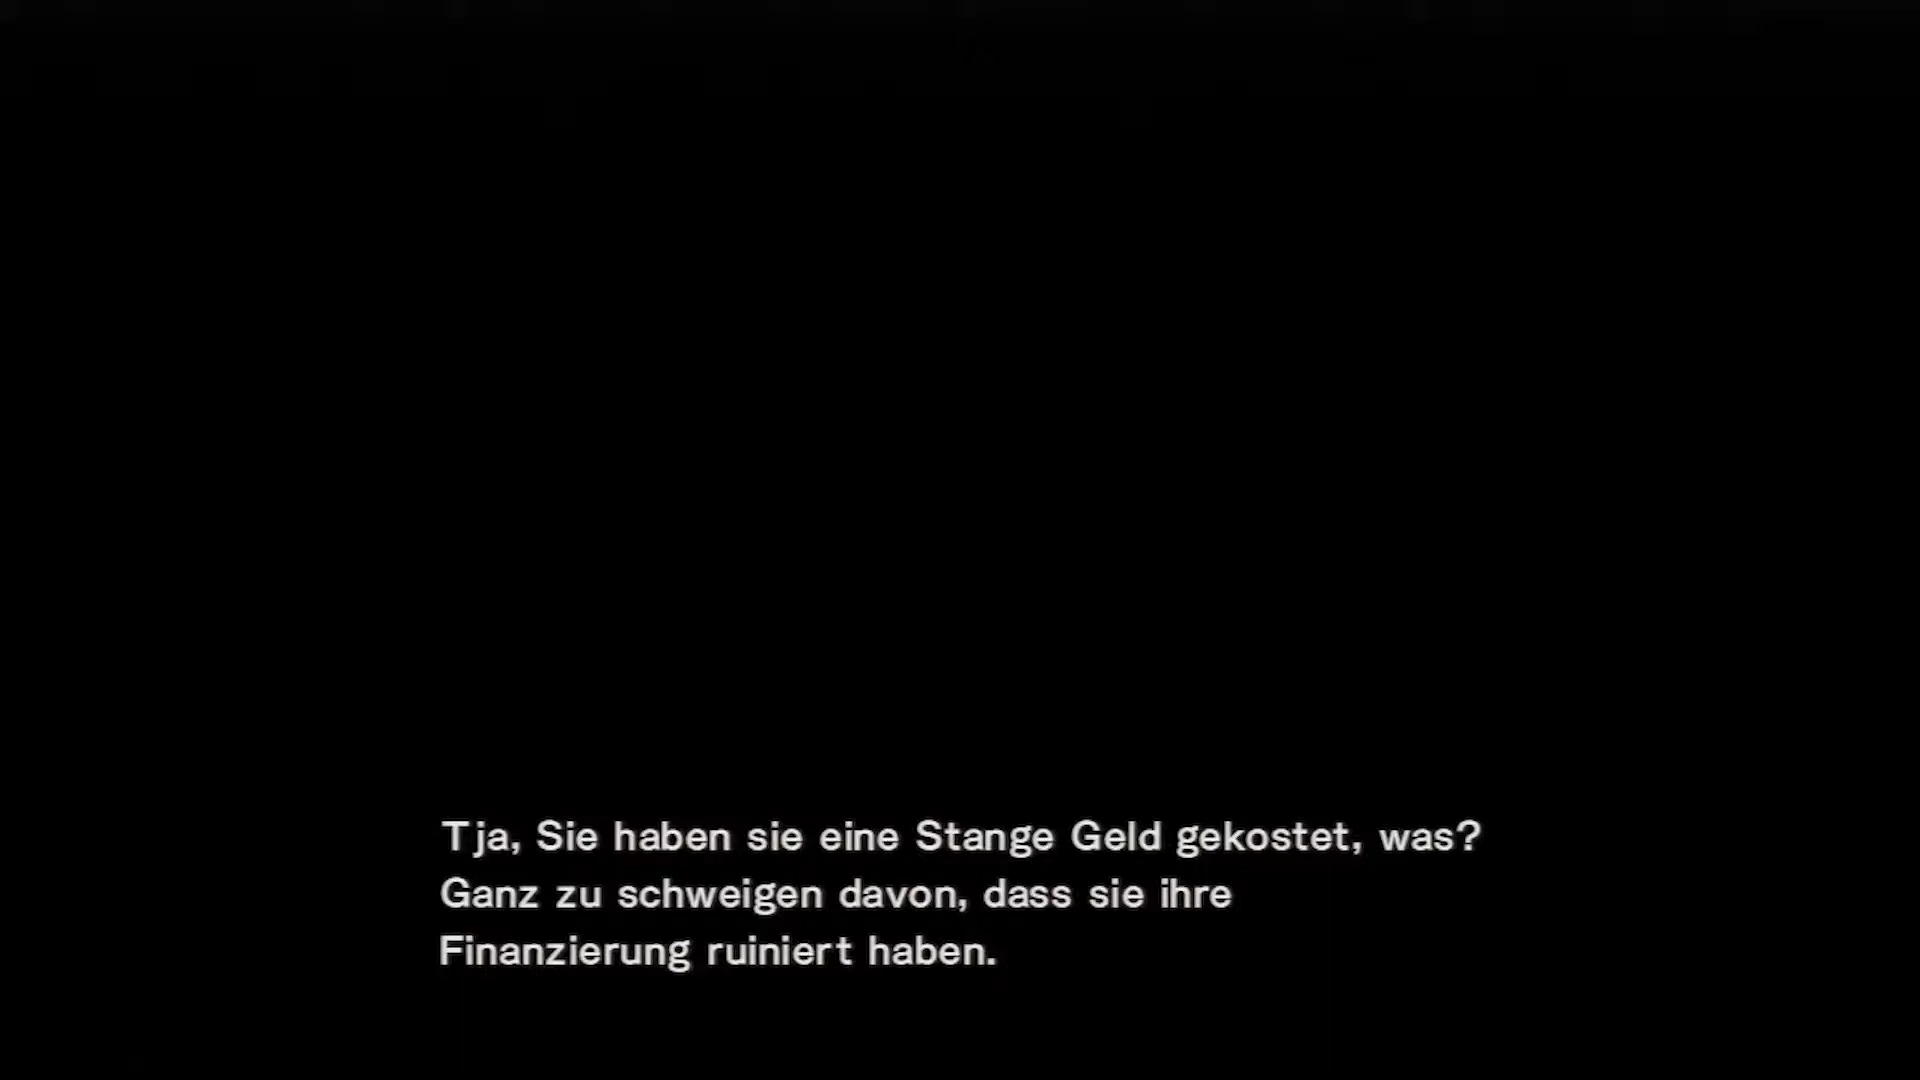 Tja, Sie haben sie eine Stange Geld gekostet, was?
Ganz zu schweigen davon, dass sie ihre
Finanzierung ruiniert haben.